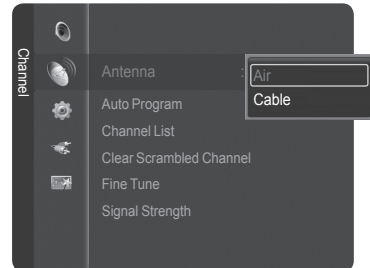 Channel
Antenna :
Air
Cable
Auto Program
Channel List
Clear Scrambled Channel
Fine Tune
Signal Strength